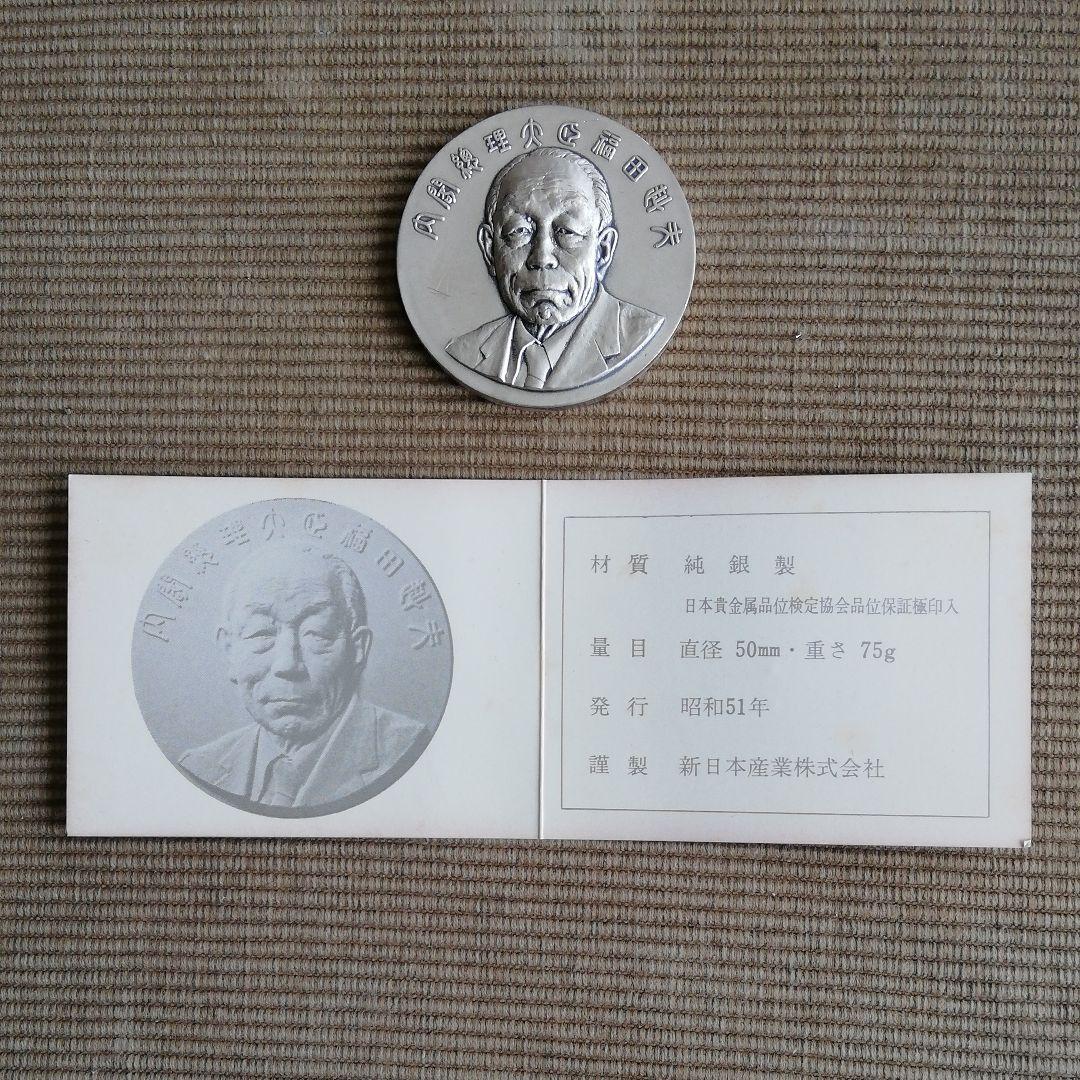 内閣総理大臣福田赳夫
内閣総理大臣福田赳夫
材質 純銀製
日本貴金属品位検定協会品位保証極印入
量目 直径 50mm・重さ 75g
発行 昭和51年
謹製 新日本産業株式会社